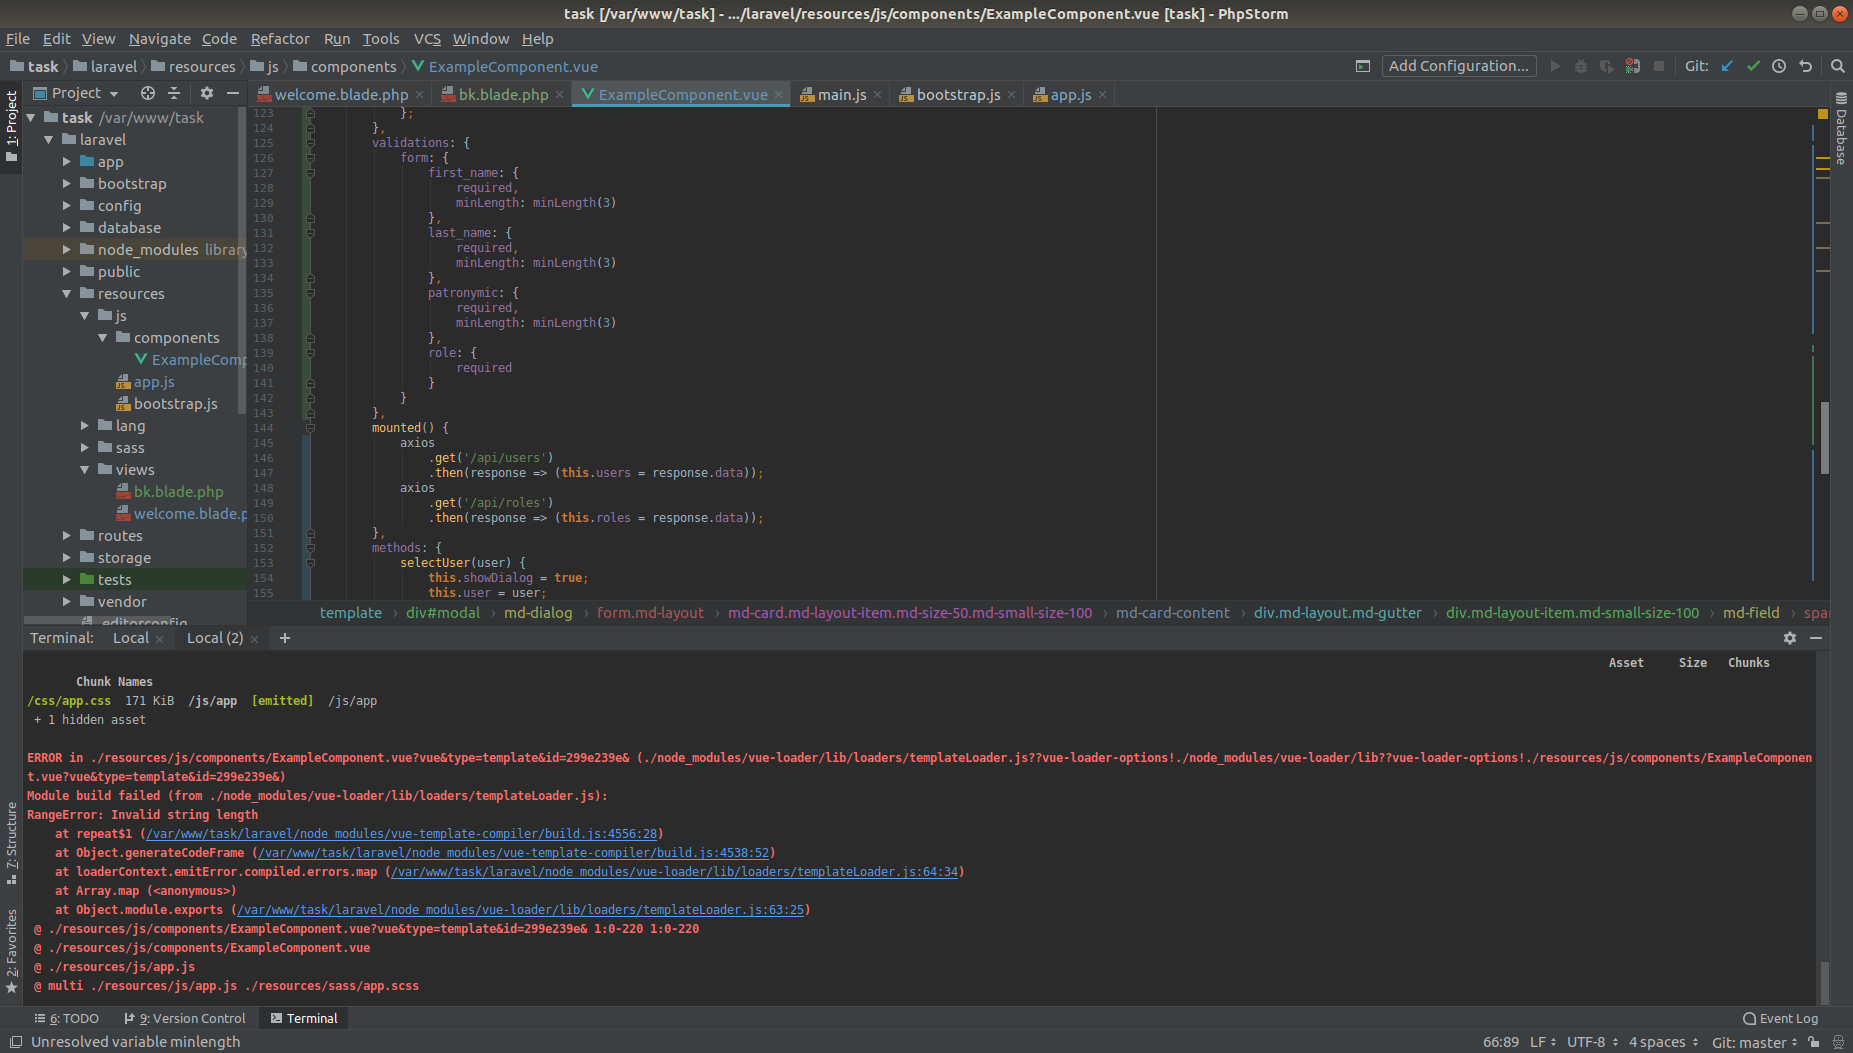 task [/var/www/task] - .../laravel/resources/js/components/ExampleComponent.vue [task] - PhpStorm
File Edit View Navigate Code Refactor Run Tools VCS Window Help
task laravel resources js components ExampleComponent.vue Add Configuration... Git:
1: Project
Project
welcome.blade.php bk.blade.php ExampleComponent.vue main.js bootstrap.js app.js
Database
task /var/www/task
laravel
app
bootstrap
config
database
node_modules library
public
resources
js
components
ExampleComp
app.js
bootstrap.js
lang
sass
views
bk.blade.php
welcome.blade.p
routes
storage
tests
vendor
.editorconfig
123 };
124 },
125 validations: {
126 form: {
127 first_name: {
128 required,
129 minLength: minLength(3)
130 },
131 last_name: {
132 required,
133 minLength: minLength(3)
134 },
135 patronymic: {
136 required,
137 minLength: minLength(3)
138 },
139 role: {
140 required
141 }
142 }
143 },
144 mounted() {
145 axios
146 .get('/api/users')
147 .then(response => (this.users = response.data));
148 axios
149 .get('/api/roles')
150 .then(response => (this.roles = response.data));
151 },
152 methods: {
153 selectUser(user) {
154 this.showDialog = true;
155 this.user = user;
template › div#modal › md-dialog › form.md-layout › md-card.md-layout-item.md-size-50.md-small-size-100 › md-card-content › div.md-layout.md-gutter › div.md-layout-item.md-small-size-100 › md-field › spa
Terminal: Local Local (2) +
Asset Size Chunks
Chunk Names
/css/app.css 171 KiB /js/app [emitted] /js/app
+ 1 hidden asset
ERROR in ./resources/js/components/ExampleComponent.vue?vue&type=template&id=299e239e& (./node_modules/vue-loader/lib/loaders/templateLoader.js??vue-loader-options!./node_modules/vue-loader/lib??vue-loader-options!./resources/js/components/ExampleComponen
t.vue?vue&type=template&id=299e239e&)
Module build failed (from ./node_modules/vue-loader/lib/loaders/templateLoader.js):
RangeError: Invalid string length
at repeat$1 (/var/www/task/laravel/node_modules/vue-template-compiler/build.js:4556:28)
at Object.generateCodeFrame (/var/www/task/laravel/node_modules/vue-template-compiler/build.js:4538:52)
at loaderContext.emitError.compiled.errors.map (/var/www/task/laravel/node_modules/vue-loader/lib/loaders/templateLoader.js:64:34)
at Array.map (<anonymous>)
at Object.module.exports (/var/www/task/laravel/node_modules/vue-loader/lib/loaders/templateLoader.js:63:25)
@ ./resources/js/components/ExampleComponent.vue?vue&type=template&id=299e239e& 1:0-220 1:0-220
@ ./resources/js/components/ExampleComponent.vue
@ ./resources/js/app.js
@ multi ./resources/js/app.js ./resources/sass/app.scss
7: Structure
2: Favorites
6: TODO 9: Version Control Terminal Event Log
Unresolved variable minlength 66:89 LF UTF-8 4 spaces Git: master